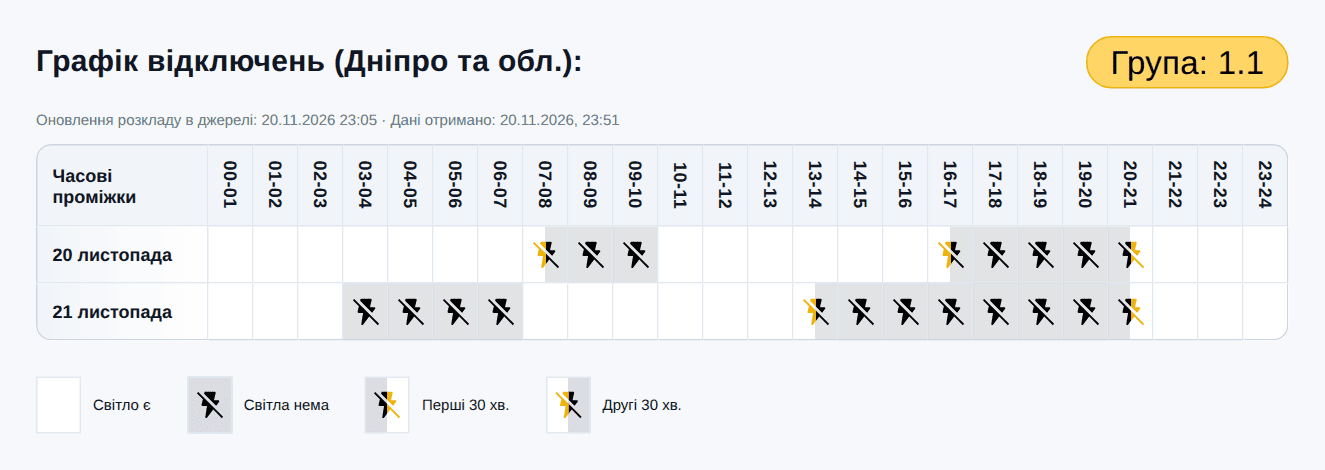 Графік відключень (Дніпро та обл.):
Група: 1.1
Оновлення розкладу в джерелі: 20.11.2026 23:05 · Дані отримано: 20.11.2026, 23:51
Часові
проміжки
00-01
01-02
02-03
03-04
04-05
05-06
06-07
07-08
08-09
09-10
10-11
11-12
12-13
13-14
14-15
15-16
16-17
17-18
18-19
19-20
20-21
21-22
22-23
23-24
20 листопада
21 листопада
Світло є
Світла нема
Перші 30 хв.
Другі 30 хв.